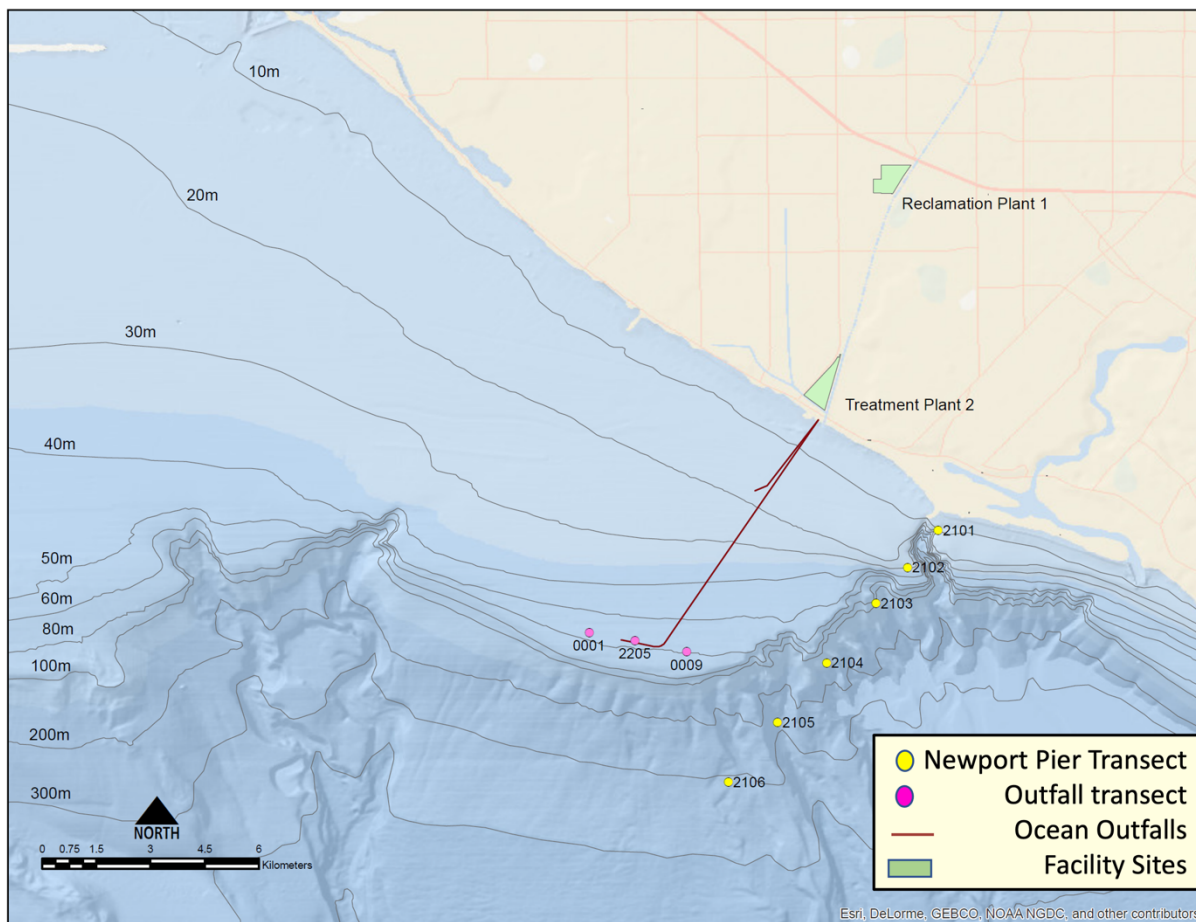 10m
20m
Reclamation Plant 1
30m
Treatment Plant 2
40m
2101
50m
2102
60m
2103
80m
0001
2205
0009
100m
2104
200m
2105
2106
300m
NORTH
0 0.75 1.5 3 4.5 6
Kilometers
Newport Pier Transect
Outfall transect
Ocean Outfalls
Facility Sites
Esri, DeLorme, GEBCO, NOAA NGDC, and other contributors